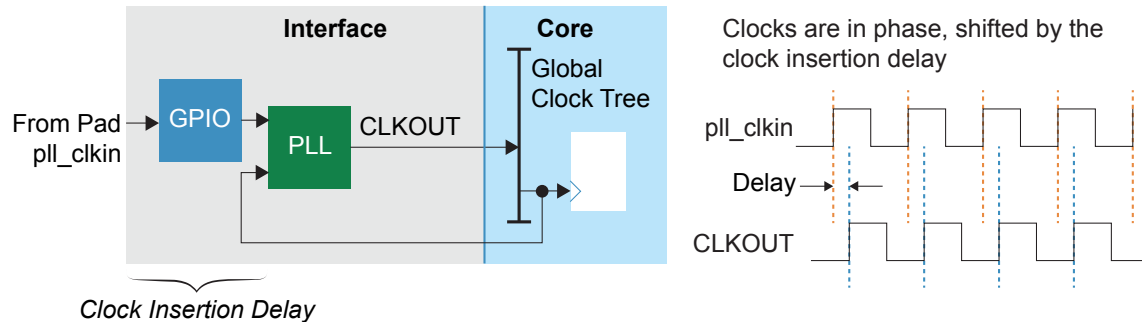 Interface
Core
Clocks are in phase, shifted by the
clock insertion delay
Global
Clock Tree
From Pad
pll_clkin
GPIO
PLL
CLKOUT
pll_clkin
Delay
CLKOUT
Clock Insertion Delay